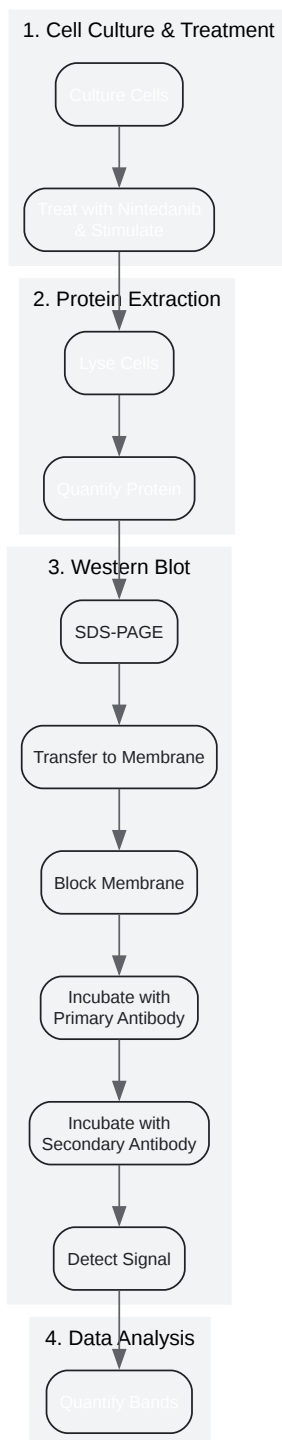 1. Cell Culture & Treatment
Culture Cells
Treat with Nintedanib
& Stimulate
2. Protein Extraction
Lyse Cells
Quantify Protein
3. Western Blot
SDS-PAGE
Transfer to Membrane
Block Membrane
Incubate with
Primary Antibody
Incubate with
Secondary Antibody
Detect Signal
4. Data Analysis
Quantify Bands